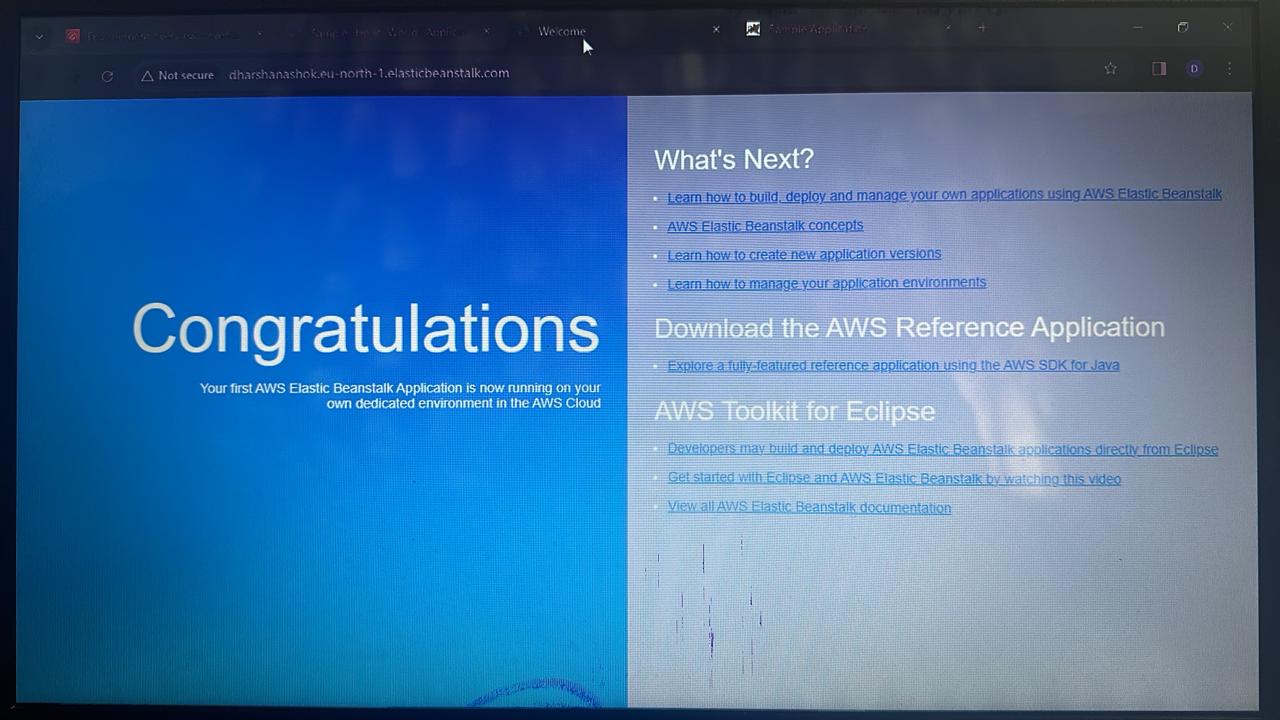 Welcome
Sample Application
Not secure
dharshanashok.eu-north-1.elasticbeanstalk.com
D
Congratulations
Your first AWS Elastic Beanstalk Application is now running on your
own dedicated environment in the AWS Cloud
What's Next?
Learn how to build, deploy and manage your own applications using AWS Elastic Beanstalk
AWS Elastic Beanstalk concepts
Learn how to create new application versions
Learn how to manage your application environments
Download the AWS Reference Application
Explore a fully-featured reference application using the AWS SDK for Java
AWS Toolkit for Eclipse
Developers may build and deploy AWS Elastic Beanstalk applications directly from Eclipse
Get started with Eclipse and AWS Elastic Beanstalk by watching this video
View all AWS Elastic Beanstalk documentation